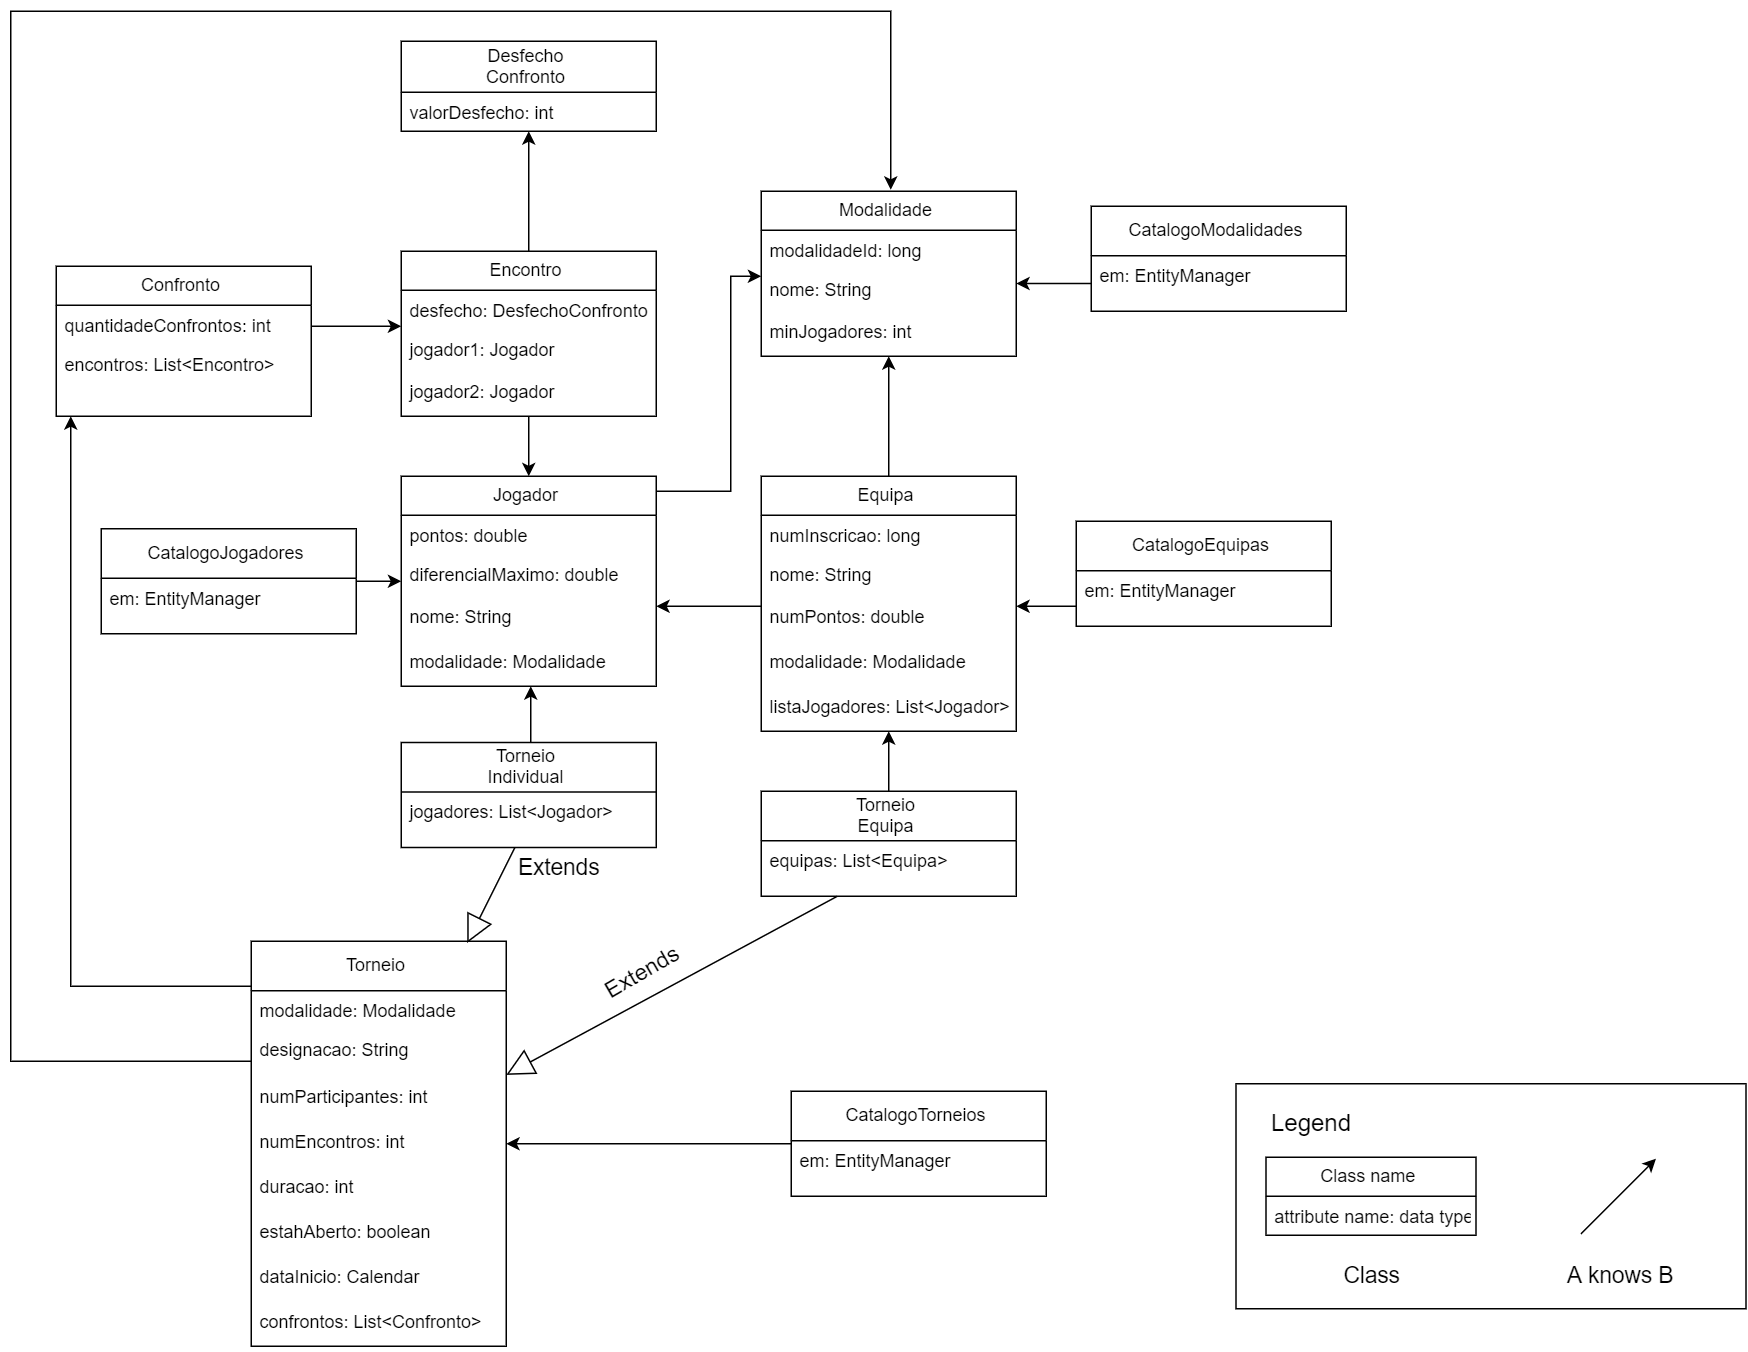 Desfecho
Confronto
valorDesfecho: int
Modalidade
modalidadeId: long
nome: String
minJogadores: int
CatalogoModalidades
em: EntityManager
Confronto
quantidadeConfrontos: int
encontros: List<Encontro>
Encontro
desfecho: DesfechoConfronto
jogador1: Jogador
jogador2: Jogador
Jogador
pontos: double
diferencialMaximo: double
nome: String
modalidade: Modalidade
Equipa
numInscricao: long
nome: String
numPontos: double
modalidade: Modalidade
listaJogadores: List<Jogador>
CatalogoJogadores
em: EntityManager
CatalogoEquipas
em: EntityManager
Torneio
Individual
jogadores: List<Jogador>
Extends
Torneio
Equipa
equipas: List<Equipa>
Extends
Torneio
modalidade: Modalidade
designacao: String
numParticipantes: int
numEncontros: int
duracao: int
estahAberto: boolean
dataInicio: Calendar
confrontos: List<Confronto>
CatalogoTorneios
em: EntityManager
Legend
Class name
attribute name: data type
Class
A knows B